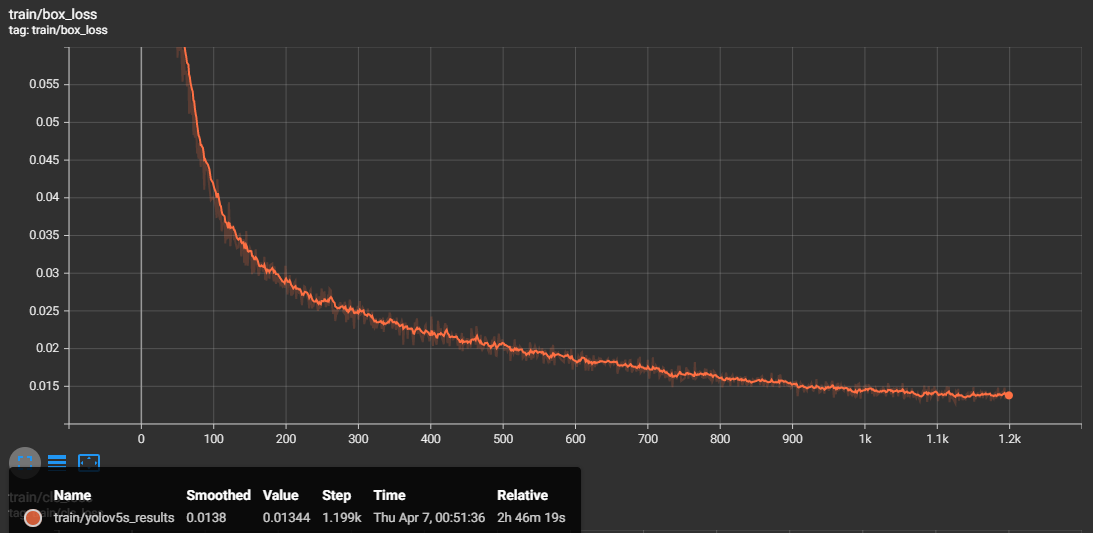 train/box_loss
tag: train/box_loss
0.055
0.05
0.045
0.04
0.035
0.03
0.025
0.02
0.015
0 100 200 300 400 500 600 700 800 900 1k 1.1k 1.2k
Name Smoothed Value Step Time Relative
train/yolov5s_results 0.0138 0.01344 1.199k Thu Apr 7, 00:51:36 2h 46m 19s